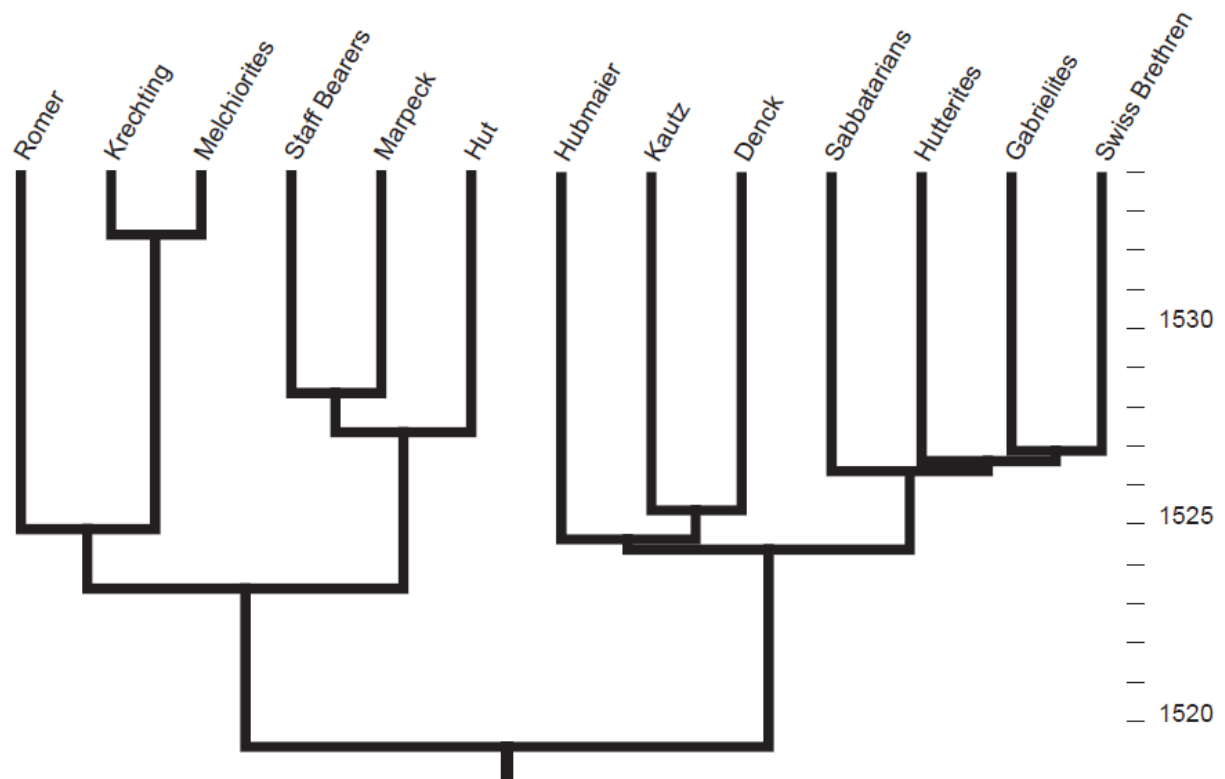 Romer
Krechting
Melchiorites
Staff Bearers
Marpeck
Hut
Hubmaier
Kautz
Denck
Sabbatarians
Hutterites
Gabrielites
Swiss Brethren
1530
1525
1520